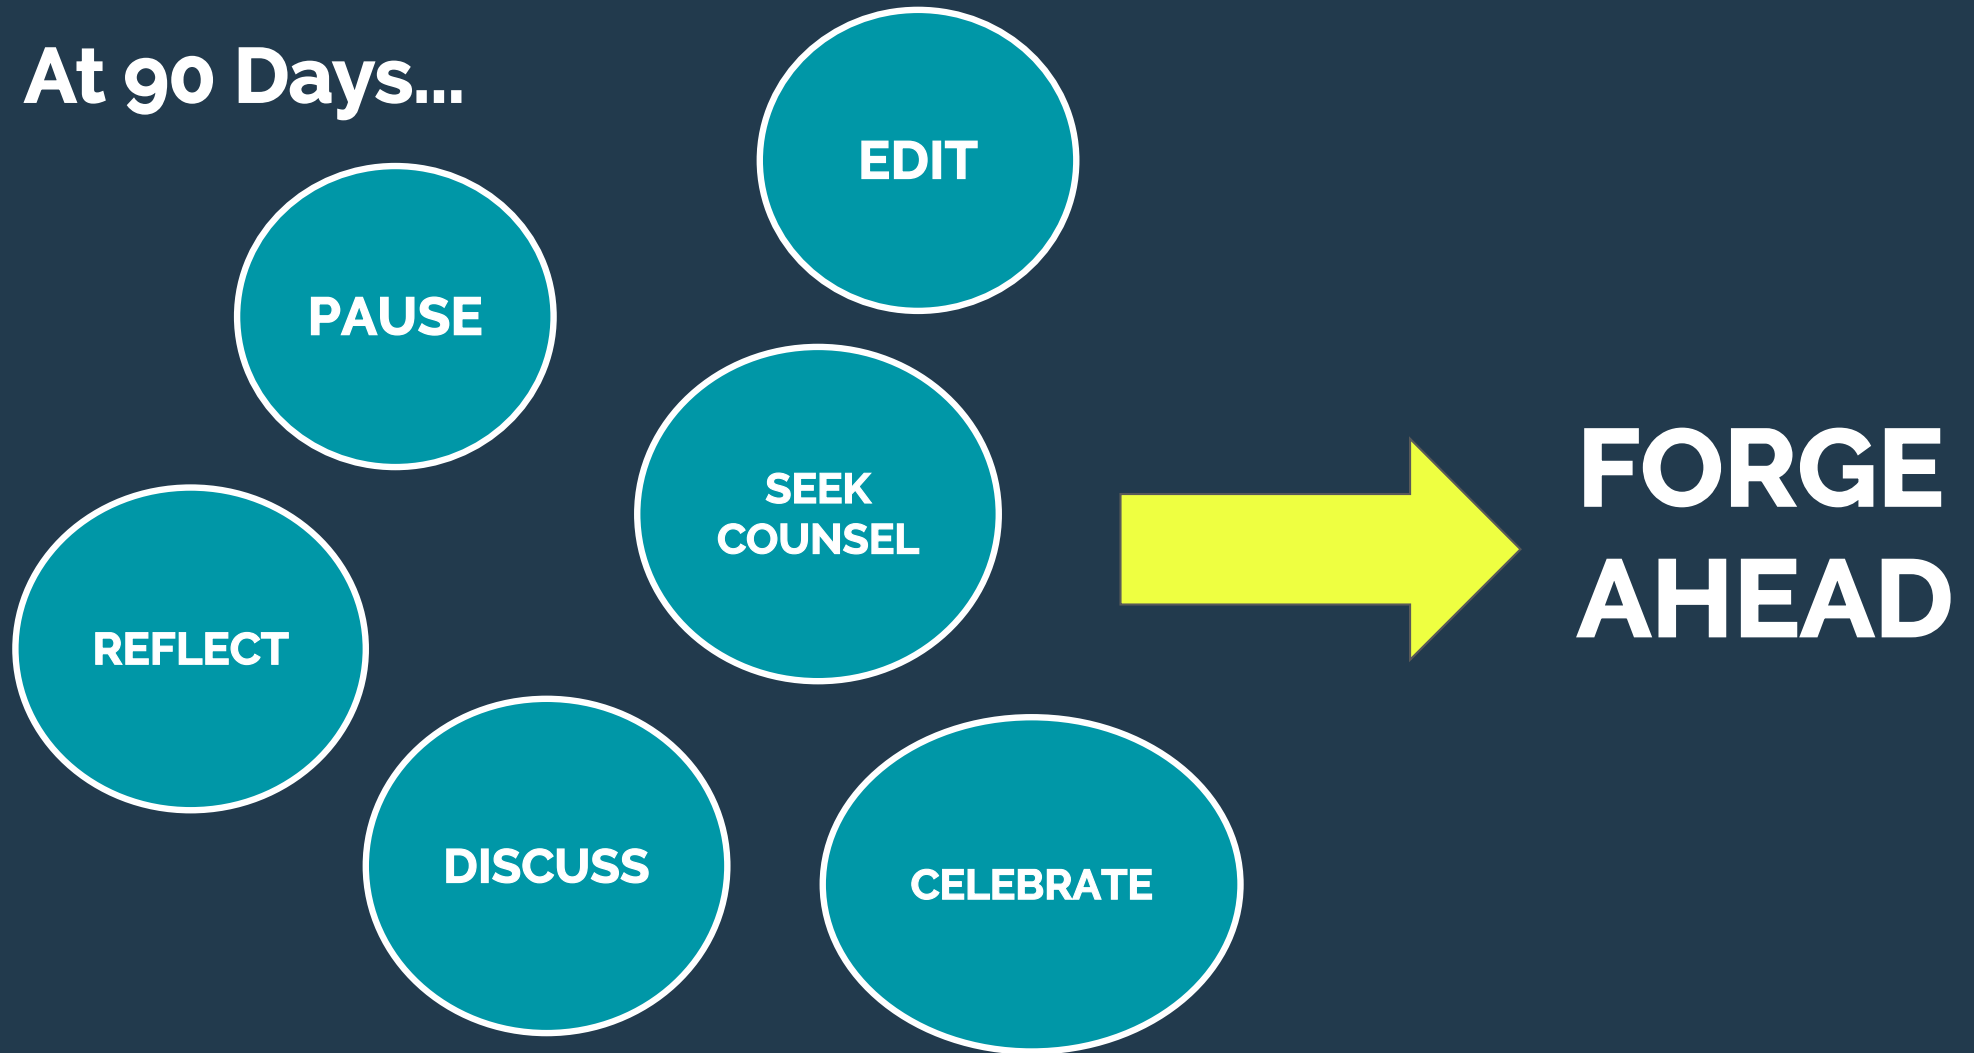 At 90 Days...
EDIT
PAUSE
SEEK
COUNSEL
REFLECT
DISCUSS
CELEBRATE
FORGE
AHEAD